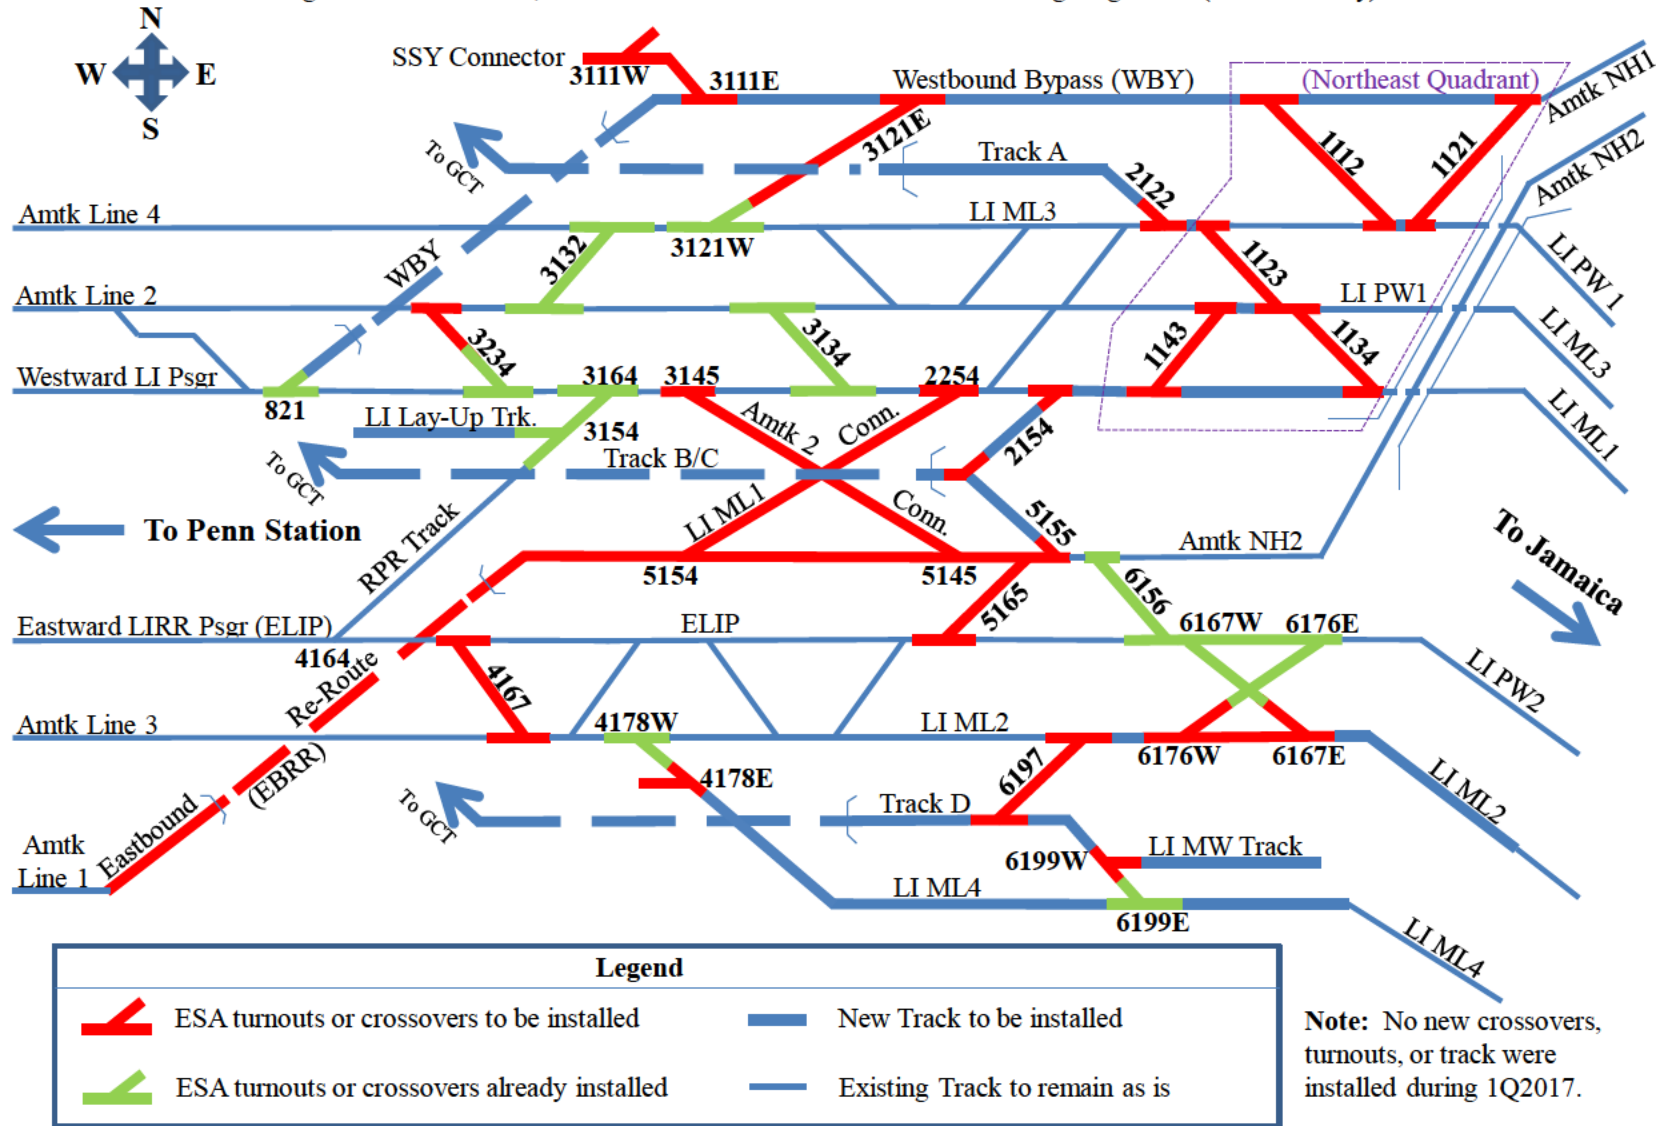 N
W E
S
SSY Connector
3111W
3111E
Westbound Bypass (WBY)
(Northeast Quadrant)
Amtk NH1
Amtk NH2
3121E
1112
1121
To GCT
Track A
2122
Amtk Line 4
LI ML3
3121W
3132
WBY
1123
LI PW 1
Amtk Line 2
LI PW1
3234
3134
1143
1134
LI ML3
Westward LI Psgr
821
3164
3145
2254
LI ML1
LI Lay-Up Trk.
3154
Amtk 2
Conn.
2154
To GCT
Track B/C
LI ML1
Conn.
To Penn Station
RPR Track
5155
Amtk NH2
To Jamaica
5154
5145
5165
6156
Eastward LIRR Psgr (ELIP)
ELIP
6167W
6176E
4164
LI PW2
Re-Route
4167
Amtk Line 3
4178W
LI ML2
6197
6176W
6167E
(EBRR)
4178E
LI ML2
To GCT
Track D
Eastbound
Amtk
Line 1
6199W
LI MW Track
LI ML4
6199E
LI ML4
Legend
ESA turnouts or crossovers to be installed
New Track to be installed
ESA turnouts or crossovers already installed
Existing Track to remain as is
Note: No new crossovers,
turnouts, or track were
installed during 1Q2017.